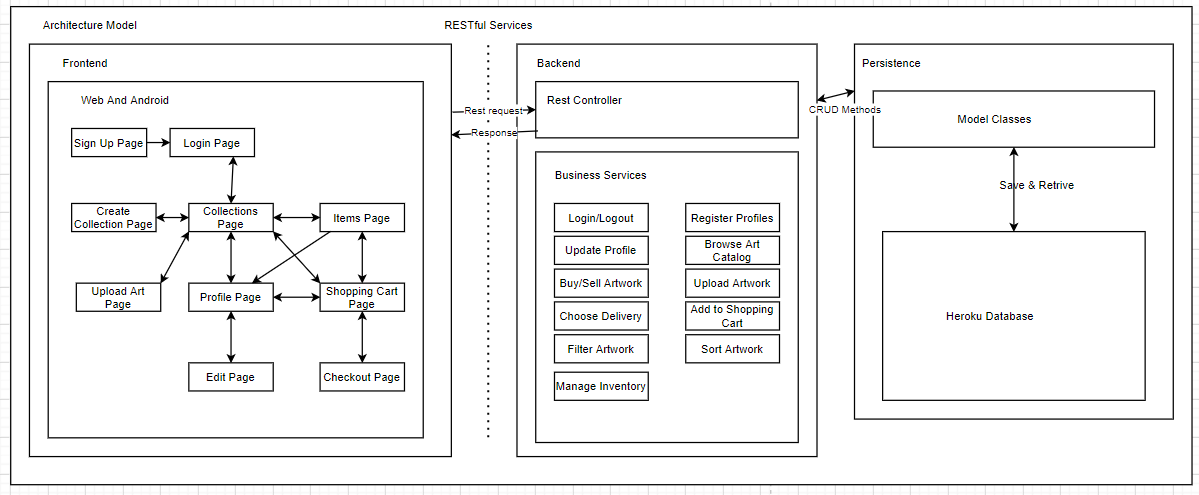 Architecture Model
RESTful Services
Frontend
Web And Android
Sign Up Page
Login Page
Create
Collection Page
Collections
Page
Items Page
Upload Art
Page
Profile Page
Shopping Cart
Page
Edit Page
Checkout Page
Rest request
Response
Backend
Rest Controller
Business Services
Login/Logout
Register Profiles
Update Profile
Browse Art
Catalog
Buy/Sell Artwork
Upload Artwork
Choose Delivery
Add to Shopping
Cart
Filter Artwork
Sort Artwork
Manage Inventory
CRUD Methods
Persistence
Model Classes
Save & Retrive
Heroku Database